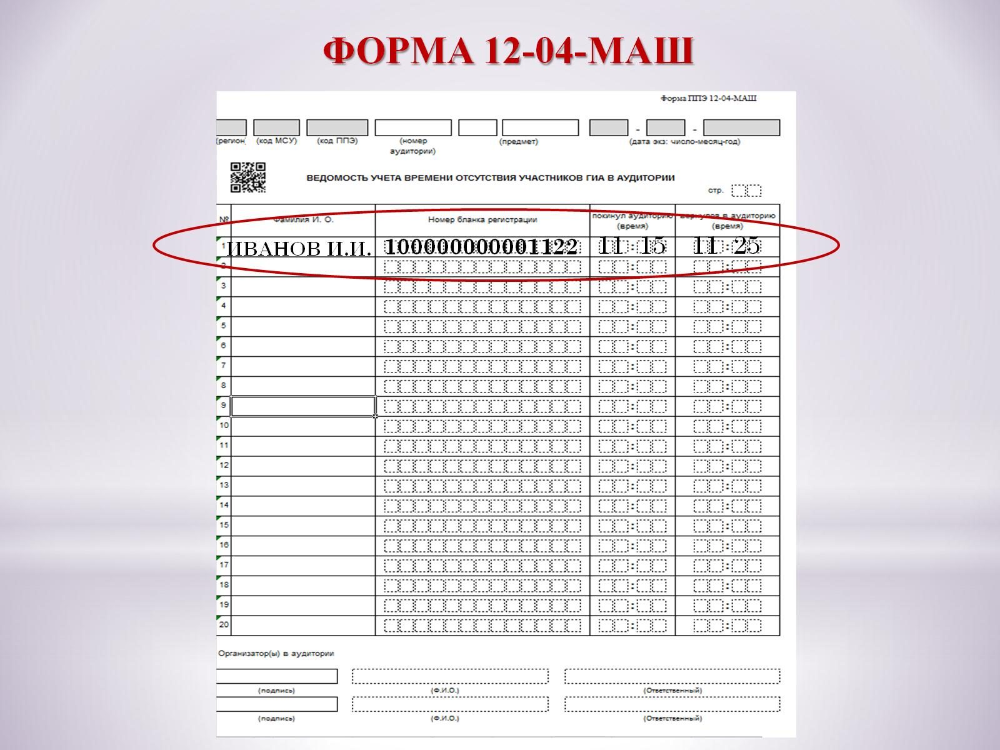 ФОРМА 12-04-МАШ
Форма ППЭ 12-04-МАШ
- -
(регион) (код МСУ) (код ППЭ) (номер аудитории) (предмет) (дата экз: число-месяц-год)
ВЕДОМОСТЬ УЧЕТА ВРЕМЕНИ ОТСУТСТВИЯ УЧАСТНИКОВ ГИА В АУДИТОРИИ
стр.
№ Фамилия И. О. Номер бланка регистрации покинул аудиторию (время) вернулся в аудиторию (время)
1 ИВАНОВ И.И. 100000000001122 11 : 15 11 : 25
2 : :
3 : :
4 : :
5 : :
6 : :
7 : :
8 : :
9 : :
10 : :
11 : :
12 : :
13 : :
14 : :
15 : :
16 : :
17 : :
18 : :
19 : :
20 : :
Организатор(ы) в аудитории
(подпись) (Ф.И.О.) (Ответственный)
(подпись) (Ф.И.О.) (Ответственный)